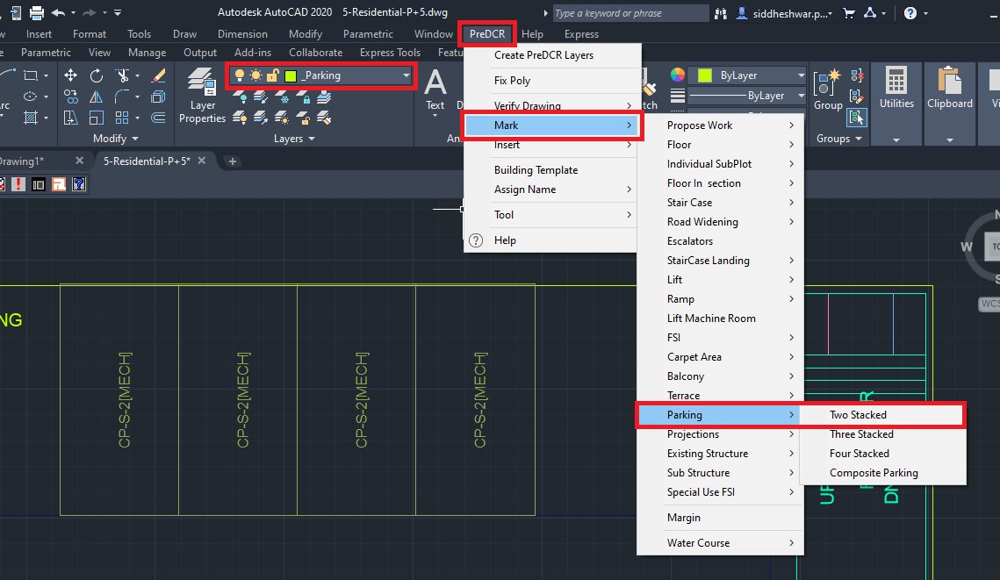 Autodesk AutoCAD 2020 5-Residential-P+5.dwg
Type a keyword or phrase
siddheshwar.p...
Insert Format Tools Draw Dimension Modify Parametric Window PreDCR Help Express
Parametric View Manage Output Add-ins Collaborate Express Tools Featu
_Parking
Layer
Properties
Text
Modify
Layers
ByLayer
ByLayer
Group
Groups
Utilities
Clipboard
rawing1*
5-Residential-P+5*
Create PreDCR Layers
Fix Poly
Verify Drawing
Mark
Insert
Building Template
Assign Name
Tool
Help
Propose Work
Floor
Individual SubPlot
Floor In section
Stair Case
Road Widening
Escalators
StairCase Landing
Lift
Ramp
Lift Machine Room
FSI
Carpet Area
Balcony
Terrace
Parking
Projections
Existing Structure
Sub Structure
Special Use FSI
Margin
Water Course
Two Stacked
Three Stacked
Four Stacked
Composite Parking
NG
CP-S-2[MECH]
CP-S-2[MECH]
CP-S-2[MECH]
CP-S-2[MECH]
W
N
S
WCS